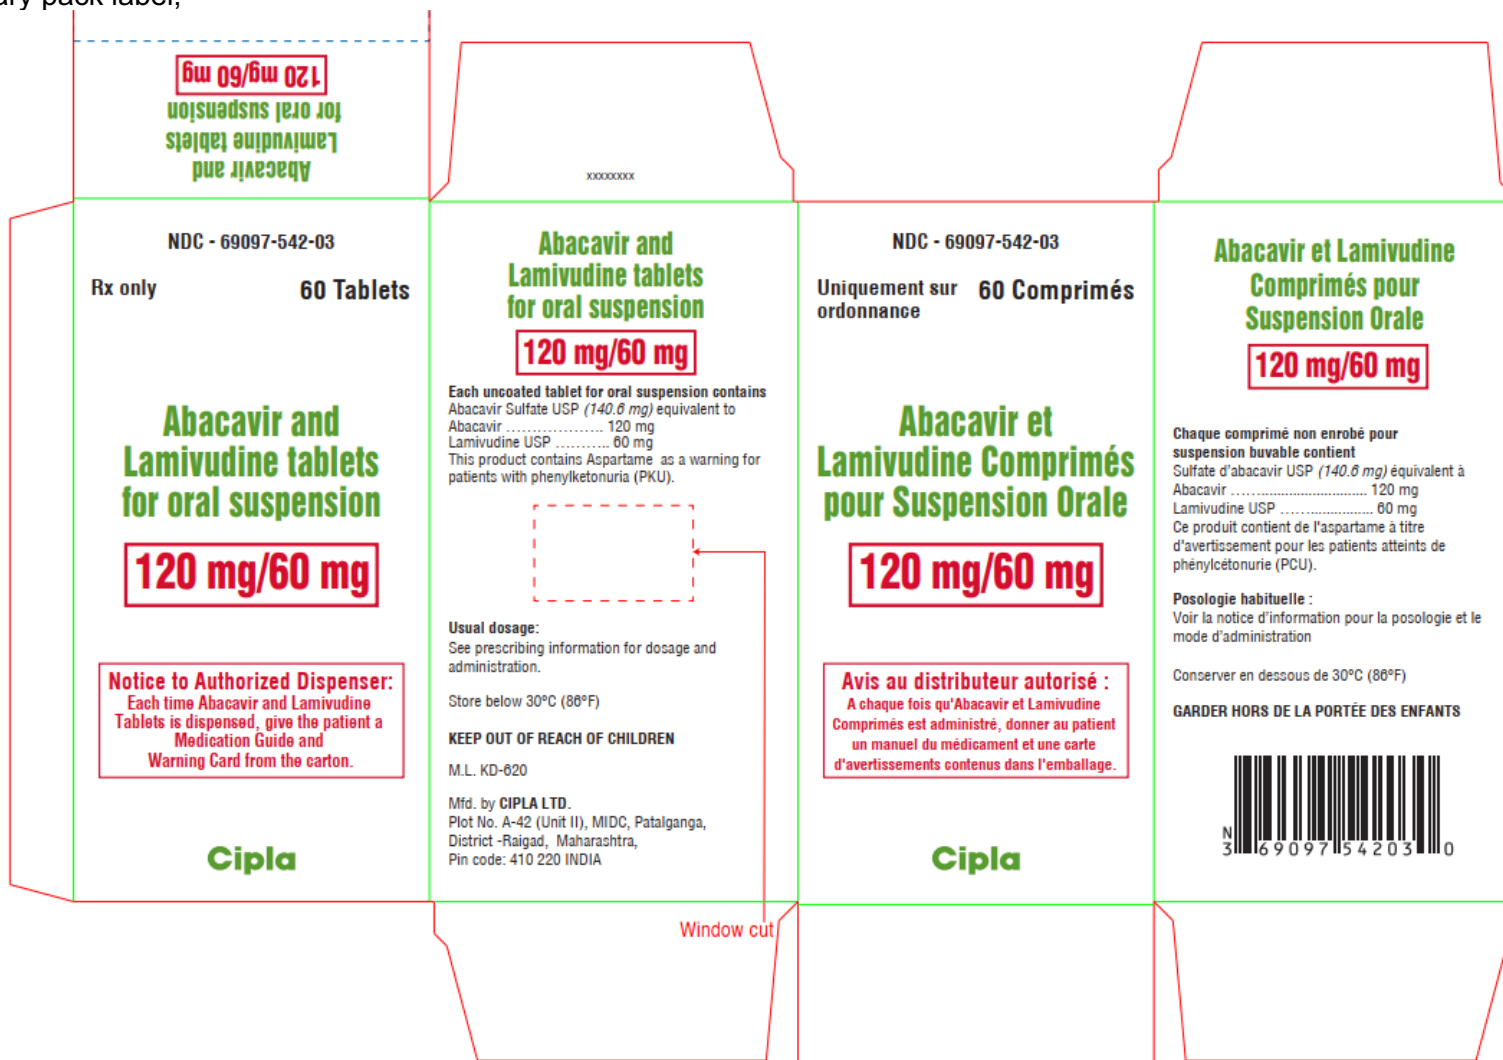 ary pack label,
120 mg/60 mg
for oral suspension
Lamivudine tablets
Abacavir and
xxxxxxxx
NDC - 69097-542-03
Rx only
60 Tablets
Abacavir and
Lamivudine tablets
for oral suspension
120 mg/60 mg
Notice to Authorized Dispenser:
Each time Abacavir and Lamivudine
Tablets is dispensed, give the patient a
Medication Guide and
Warning Card from the carton.
Cipla
Abacavir and
Lamivudine tablets
for oral suspension
120 mg/60 mg
Each uncoated tablet for oral suspension contains
Abacavir Sulfate USP (140.6 mg) equivalent to
Abacavir .................. 120 mg
Lamivudine USP .......... 60 mg
This product contains Aspartame as a warning for
patients with phenylketonuria (PKU).
Usual dosage:
See prescribing information for dosage and
administration.
Store below 30ºC (86ºF)
KEEP OUT OF REACH OF CHILDREN
M.L. KD-620
Mfd. by CIPLA LTD.
Plot No. A-42 (Unit II), MIDC, Patalganga,
District -Raigad, Maharashtra,
Pin code: 410 220 INDIA
Window cut
NDC - 69097-542-03
Uniquement sur
ordonnance
60 Comprimés
Abacavir et
Lamivudine Comprimés
pour Suspension Orale
120 mg/60 mg
Avis au distributeur autorisé :
A chaque fois qu'Abacavir et Lamivudine
Comprimés est administré, donner au patient
un manuel du médicament et une carte
d'avertissements contenus dans l'emballage.
Cipla
Abacavir et Lamivudine
Comprimés pour
Suspension Orale
120 mg/60 mg
Chaque comprimé non enrobé pour
suspension buvable contient
Sulfate d'abacavir USP (140.6 mg) équivalent à
Abacavir ................................ 120 mg
Lamivudine USP ...................... 60 mg
Ce produit contient de l'aspartame à titre
d'avertissement pour les patients atteints de
phénylcétonurie (PCU).
Posologie habituelle :
Voir la notice d'information pour la posologie et le
mode d'administration
Conserver en dessous de 30ºC (86ºF)
GARDER HORS DE LA PORTÉE DES ENFANTS
N
3 69097 54203 0